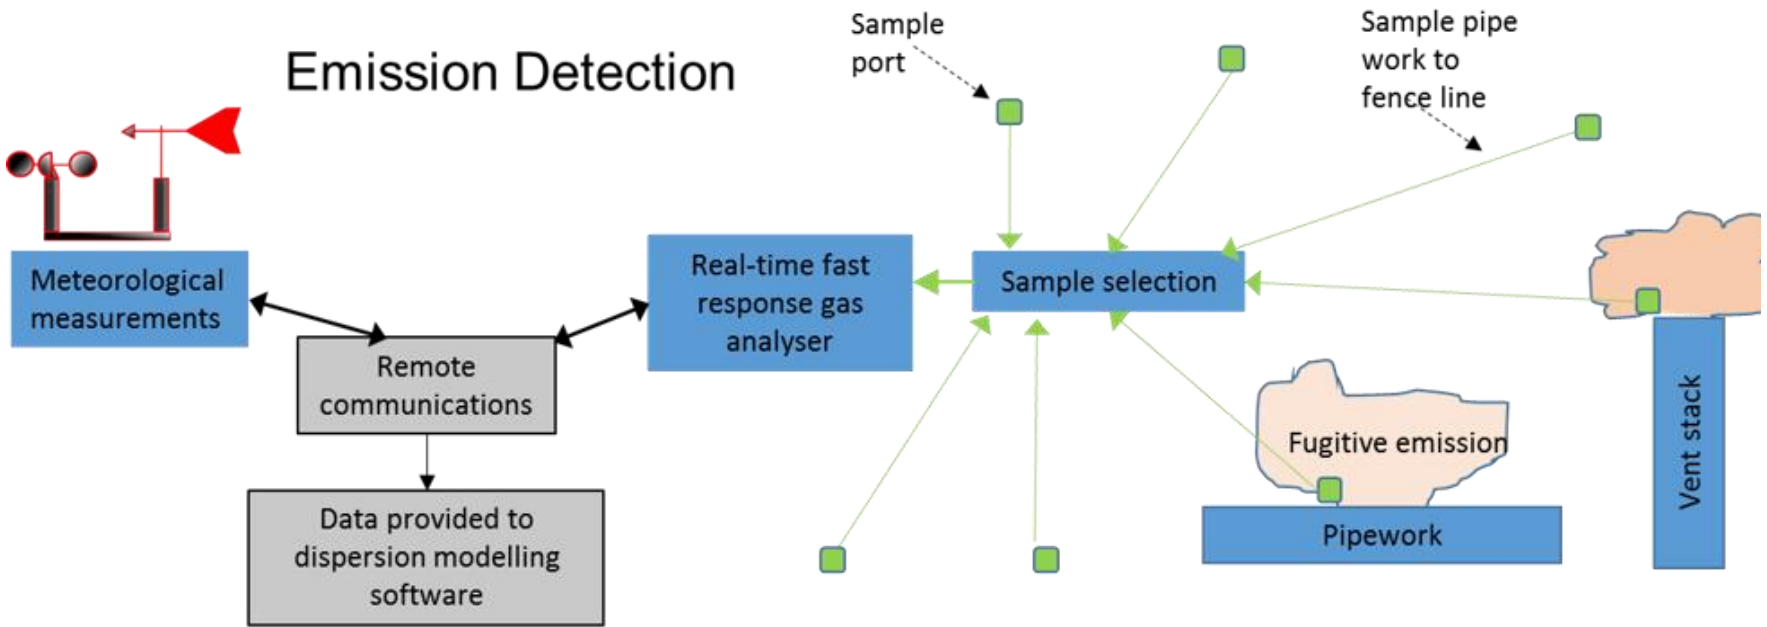 Emission Detection
Sample
port
Sample pipe
work to
fence line
Meteorological
measurements
Real-time fast
response gas
analyser
Sample selection
Remote
communications
Fugitive emission
Vent stack
Data provided to
dispersion modelling
software
Pipework